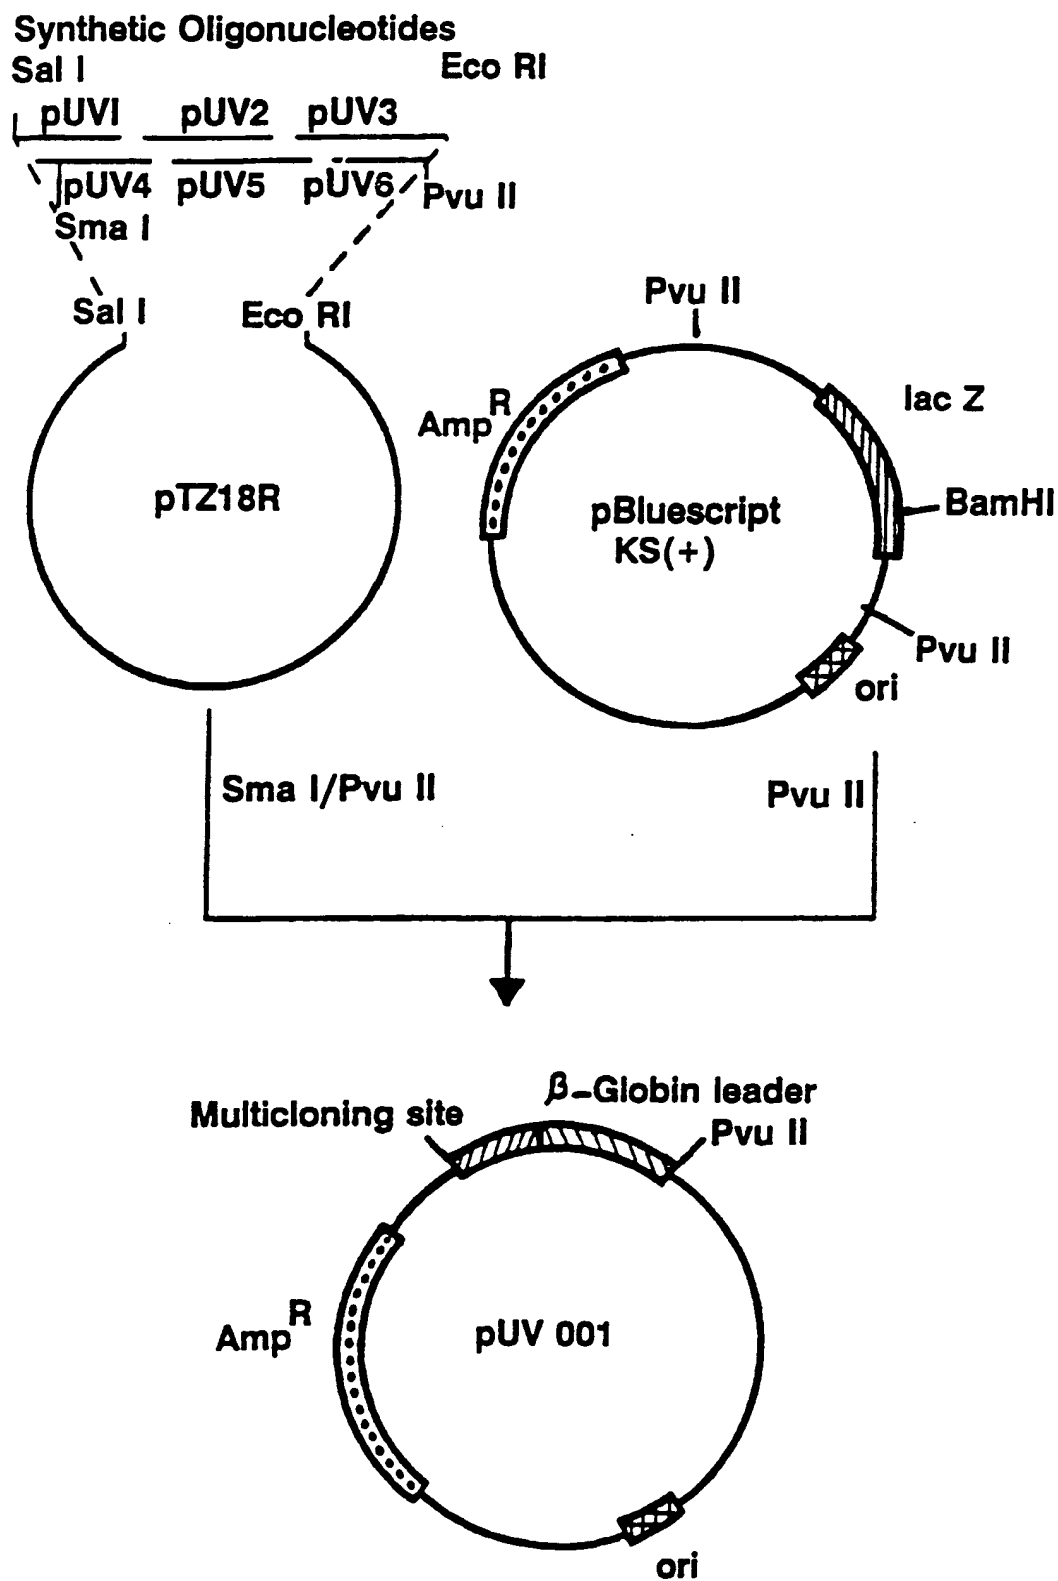 Synthetic Oligonucleotides
Sal I
Eco RI
pUVI pUV2 pUV3
pUV4 pUV5 pUV6 Pvu II
Sma I
Sal I
Eco RI
pTZ18R
Pvu II
Amp^R
lac Z
BamHI
pBluescript
KS(+)
Pvu II
ori
Sma I/Pvu II
Pvu II
β-Globin leader
Multicloning site
Pvu II
Amp^R
pUV 001
ori